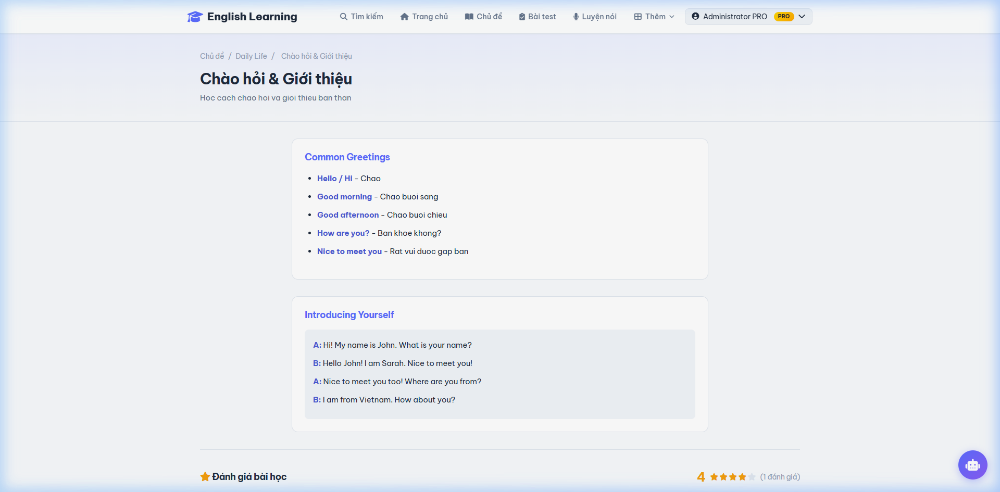 English Learning
Tìm kiếm
Trang chủ
Chủ đề
Bài test
Luyện nói
Thêm
Administrator PRO PRO
Chủ đề / Daily Life / Chào hỏi & Giới thiệu
Chào hỏi & Giới thiệu
Hoc cach chao hoi va gioi thieu ban than
Common Greetings
Hello / Hi - Chao
Good morning - Chao buoi sang
Good afternoon - Chao buoi chieu
How are you? - Ban khoe khong?
Nice to meet you - Rat vui duoc gap ban
Introducing Yourself
A: Hi! My name is John. What is your name?
B: Hello John! I am Sarah. Nice to meet you!
A: Nice to meet you too! Where are you from?
B: I am from Vietnam. How about you?
Đánh giá bài học
4 (1 đánh giá)